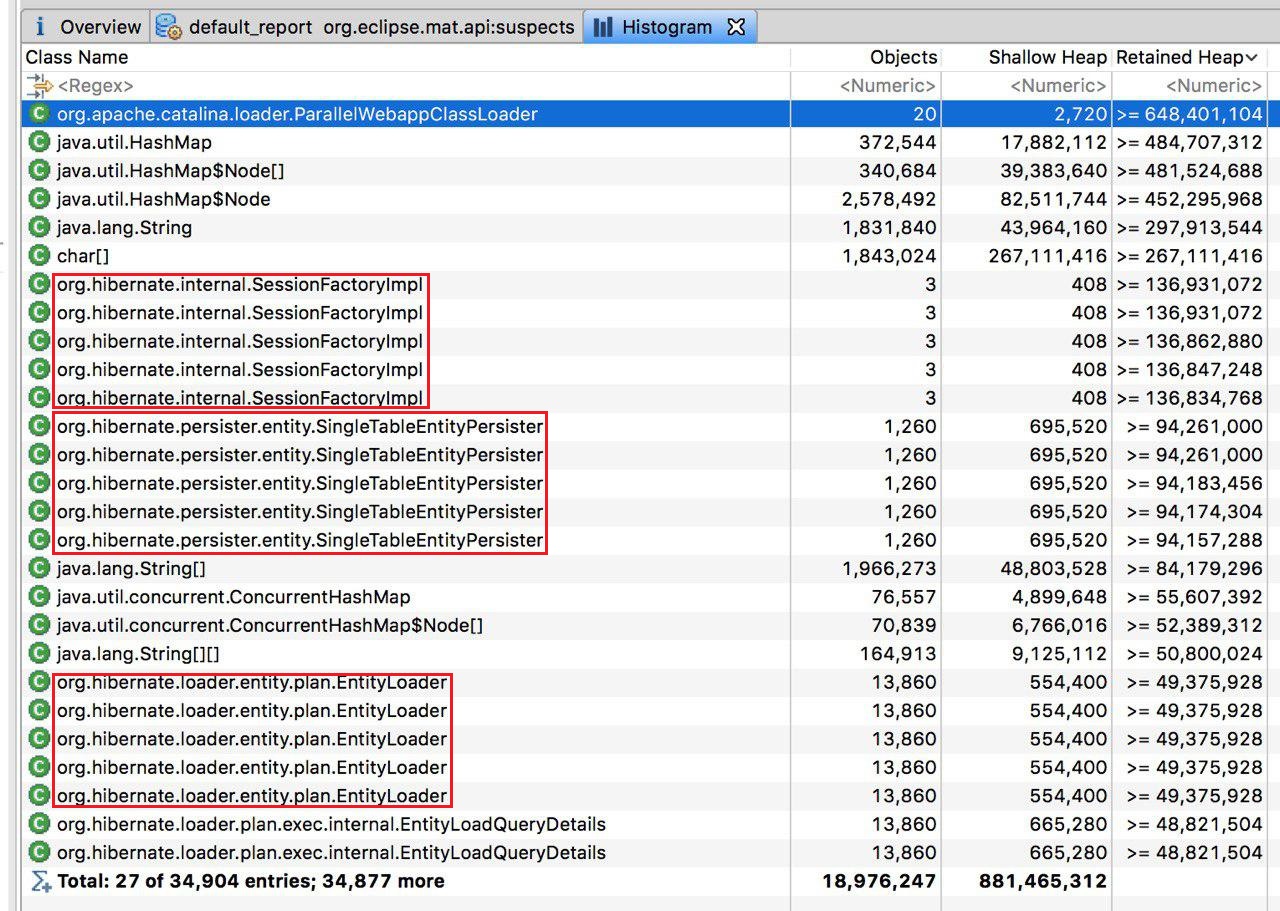 i Overview default_report org.eclipse.mat.api:suspects Histogram
Class Name Objects Shallow Heap Retained Heap
<Regex> <Numeric> <Numeric> <Numeric>
org.apache.catalina.loader.ParallelWebappClassLoader 20 2,720 >= 648,401,104
java.util.HashMap 372,544 17,882,112 >= 484,707,312
java.util.HashMap$Node[] 340,684 39,383,640 >= 481,524,688
java.util.HashMap$Node 2,578,492 82,511,744 >= 452,295,968
java.lang.String 1,831,840 43,964,160 >= 297,913,544
char[] 1,843,024 267,111,416 >= 267,111,416
org.hibernate.internal.SessionFactoryImpl 3 408 >= 136,931,072
org.hibernate.internal.SessionFactoryImpl 3 408 >= 136,931,072
org.hibernate.internal.SessionFactoryImpl 3 408 >= 136,862,880
org.hibernate.internal.SessionFactoryImpl 3 408 >= 136,847,248
org.hibernate.internal.SessionFactoryImpl 3 408 >= 136,834,768
org.hibernate.persister.entity.SingleTableEntityPersister 1,260 695,520 >= 94,261,000
org.hibernate.persister.entity.SingleTableEntityPersister 1,260 695,520 >= 94,261,000
org.hibernate.persister.entity.SingleTableEntityPersister 1,260 695,520 >= 94,183,456
org.hibernate.persister.entity.SingleTableEntityPersister 1,260 695,520 >= 94,174,304
org.hibernate.persister.entity.SingleTableEntityPersister 1,260 695,520 >= 94,157,288
java.lang.String[] 1,966,273 48,803,528 >= 84,179,296
java.util.concurrent.ConcurrentHashMap 76,557 4,899,648 >= 55,607,392
java.util.concurrent.ConcurrentHashMap$Node[] 70,839 6,766,016 >= 52,389,312
java.lang.String[][] 164,913 9,125,112 >= 50,800,024
org.hibernate.loader.entity.plan.EntityLoader 13,860 554,400 >= 49,375,928
org.hibernate.loader.entity.plan.EntityLoader 13,860 554,400 >= 49,375,928
org.hibernate.loader.entity.plan.EntityLoader 13,860 554,400 >= 49,375,928
org.hibernate.loader.entity.plan.EntityLoader 13,860 554,400 >= 49,375,928
org.hibernate.loader.entity.plan.EntityLoader 13,860 554,400 >= 49,375,928
org.hibernate.loader.plan.exec.internal.EntityLoadQueryDetails 13,860 665,280 >= 48,821,504
org.hibernate.loader.plan.exec.internal.EntityLoadQueryDetails 13,860 665,280 >= 48,821,504
Total: 27 of 34,904 entries; 34,877 more 18,976,247 881,465,312